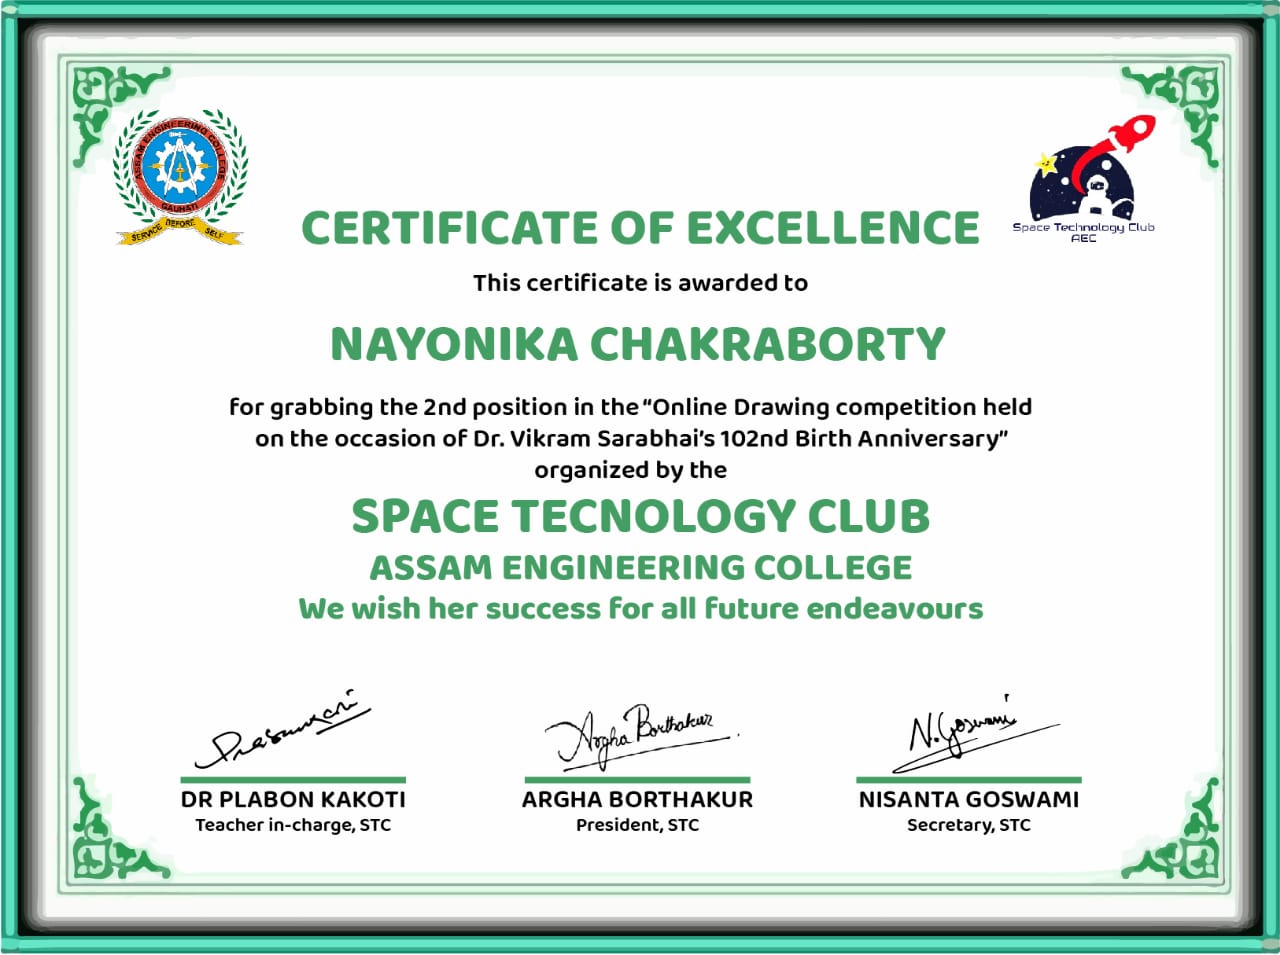 ASSAM ENGINEERING COLLEGE
GAUHATI
SERVICE BEFORE SELF
Space Technology Club
AEC
CERTIFICATE OF EXCELLENCE
This certificate is awarded to
NAYONIKA CHAKRABORTY
for grabbing the 2nd position in the “Online Drawing competition held
on the occasion of Dr. Vikram Sarabhai’s 102nd Birth Anniversary”
organized by the
SPACE TECNOLOGY CLUB
ASSAM ENGINEERING COLLEGE
We wish her success for all future endeavours
Argha Borthakur
N. Goswami
DR PLABON KAKOTI
Teacher in-charge, STC
ARGHA BORTHAKUR
President, STC
NISANTA GOSWAMI
Secretary, STC